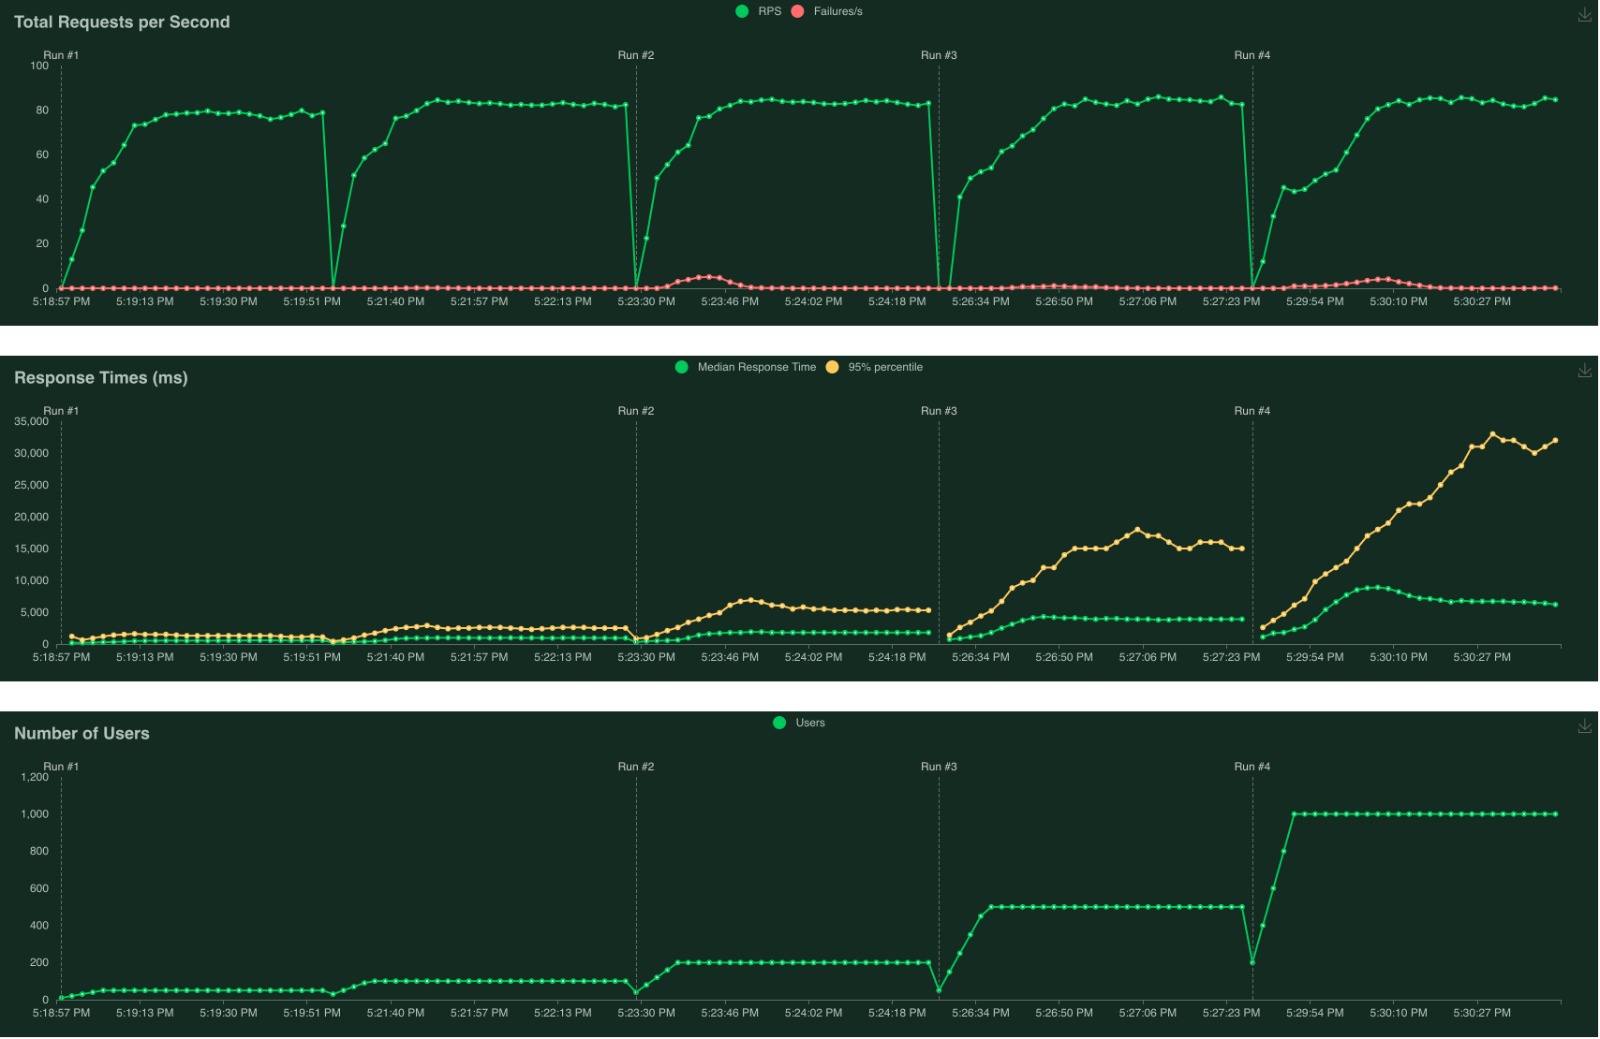 Total Requests per Second
RPS Failures/s
Run #1 Run #2 Run #3 Run #4
100
80
60
40
20
0
5:18:57 PM 5:19:13 PM 5:19:30 PM 5:19:51 PM 5:21:40 PM 5:21:57 PM 5:22:13 PM 5:23:30 PM 5:23:46 PM 5:24:02 PM 5:24:18 PM 5:26:34 PM 5:26:50 PM 5:27:06 PM 5:27:23 PM 5:29:54 PM 5:30:10 PM 5:30:27 PM
Response Times (ms)
Median Response Time 95% percentile
Run #1 Run #2 Run #3 Run #4
35,000
30,000
25,000
20,000
15,000
10,000
5,000
0
5:18:57 PM 5:19:13 PM 5:19:30 PM 5:19:51 PM 5:21:40 PM 5:21:57 PM 5:22:13 PM 5:23:30 PM 5:23:46 PM 5:24:02 PM 5:24:18 PM 5:26:34 PM 5:26:50 PM 5:27:06 PM 5:27:23 PM 5:29:54 PM 5:30:10 PM 5:30:27 PM
Number of Users
Users
Run #1 Run #2 Run #3 Run #4
1,200
1,000
800
600
400
200
0
5:18:57 PM 5:19:13 PM 5:19:30 PM 5:19:51 PM 5:21:40 PM 5:21:57 PM 5:22:13 PM 5:23:30 PM 5:23:46 PM 5:24:02 PM 5:24:18 PM 5:26:34 PM 5:26:50 PM 5:27:06 PM 5:27:23 PM 5:29:54 PM 5:30:10 PM 5:30:27 PM